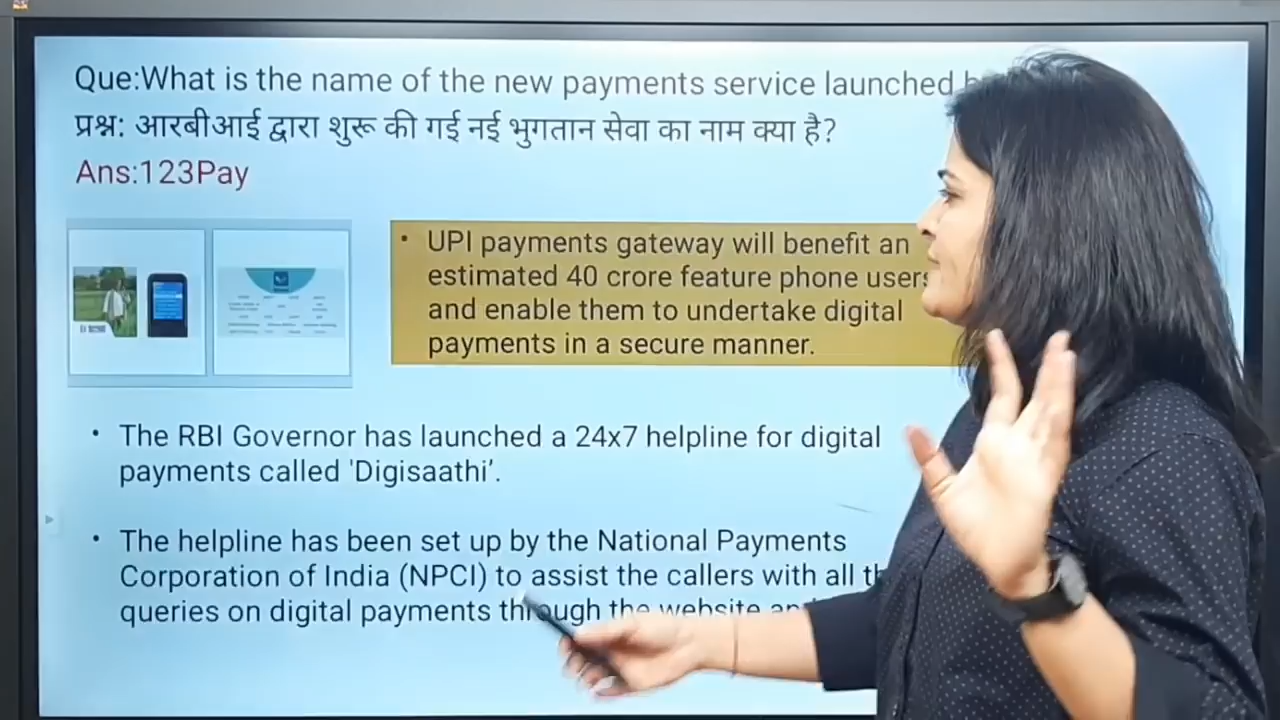 Que:What is the name of the new payments service launched
प्रश्न: आरबीआई द्वारा शुरू की गई नई भुगतान सेवा का नाम क्या है?
Ans:123Pay
• UPI payments gateway will benefit an
estimated 40 crore feature phone users
and enable them to undertake digital
payments in a secure manner.
• The RBI Governor has launched a 24x7 helpline for digital
payments called 'Digisaathi'.
• The helpline has been set up by the National Payments
Corporation of India (NPCI) to assist the callers with all
queries on digital payments through the website